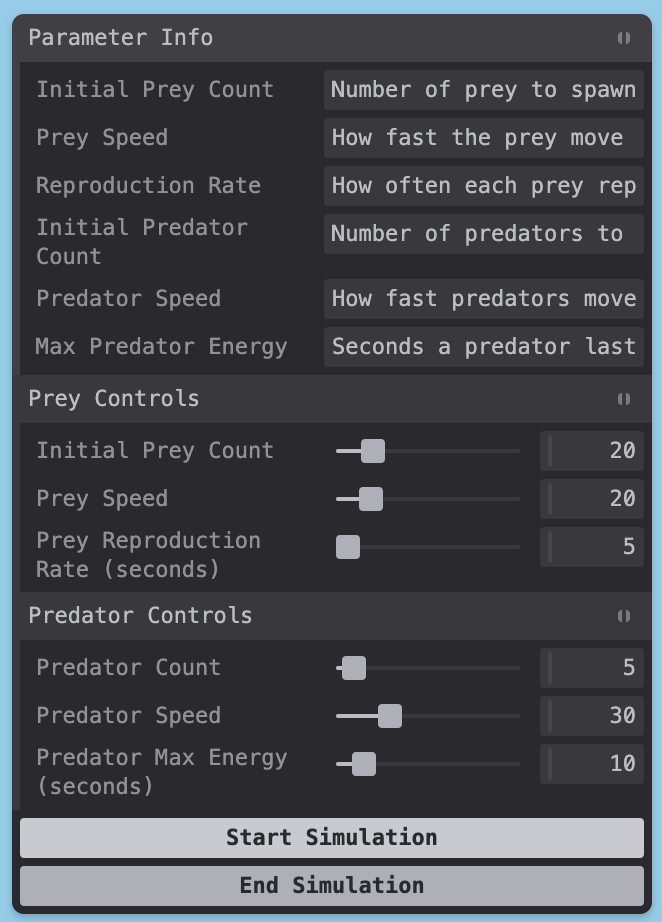 Parameter Info
Initial Prey Count Number of prey to spawn
Prey Speed How fast the prey move
Reproduction Rate How often each prey rep
Initial Predator Count Number of predators to
Predator Speed How fast predators move
Max Predator Energy Seconds a predator last
Prey Controls
Initial Prey Count 20
Prey Speed 20
Prey Reproduction Rate (seconds) 5
Predator Controls
Predator Count 5
Predator Speed 30
Predator Max Energy (seconds) 10
Start Simulation
End Simulation